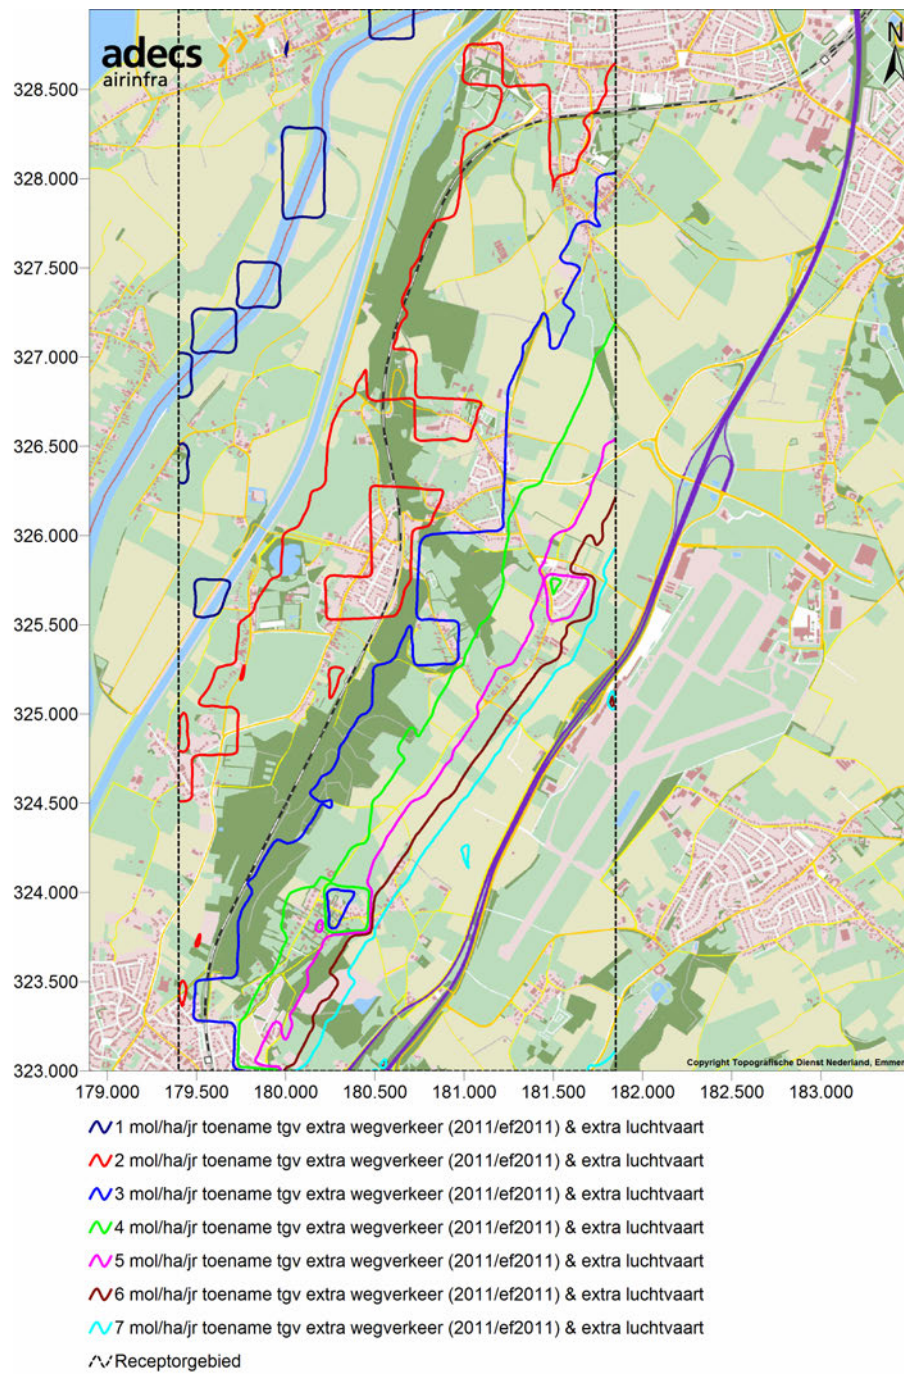 adecs
airinfra
N
328.500
328.000
327.500
327.000
326.500
326.000
325.500
325.000
324.500
324.000
323.500
323.000
Copyright Topografische Dienst Nederland, Emmen
179.000 179.500 180.000 180.500 181.000 181.500 182.000 182.500 183.000
1 mol/ha/jr toename tgv extra wegverkeer (2011/ef2011) & extra luchtvaart
2 mol/ha/jr toename tgv extra wegverkeer (2011/ef2011) & extra luchtvaart
3 mol/ha/jr toename tgv extra wegverkeer (2011/ef2011) & extra luchtvaart
4 mol/ha/jr toename tgv extra wegverkeer (2011/ef2011) & extra luchtvaart
5 mol/ha/jr toename tgv extra wegverkeer (2011/ef2011) & extra luchtvaart
6 mol/ha/jr toename tgv extra wegverkeer (2011/ef2011) & extra luchtvaart
7 mol/ha/jr toename tgv extra wegverkeer (2011/ef2011) & extra luchtvaart
Receptorgebied